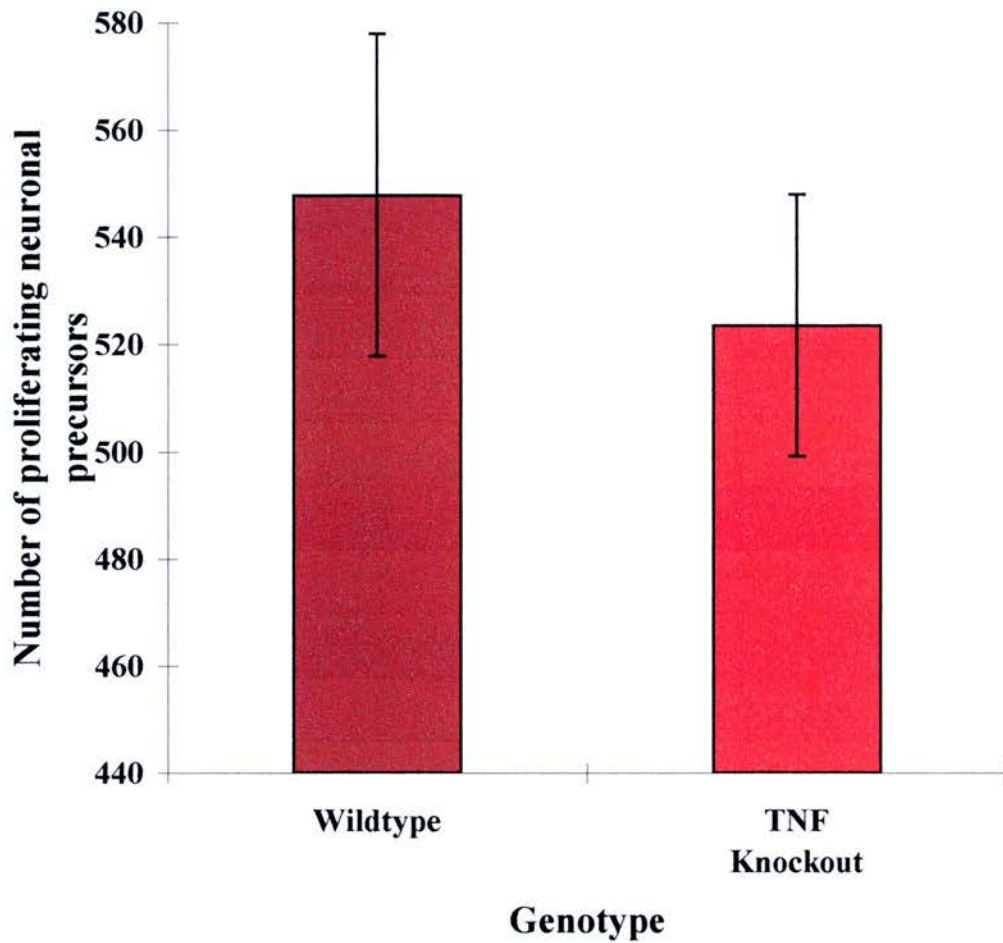 Number of proliferating neuronal
precursors
580
560
540
520
500
480
460
440
Wildtype
TNF
Knockout
Genotype